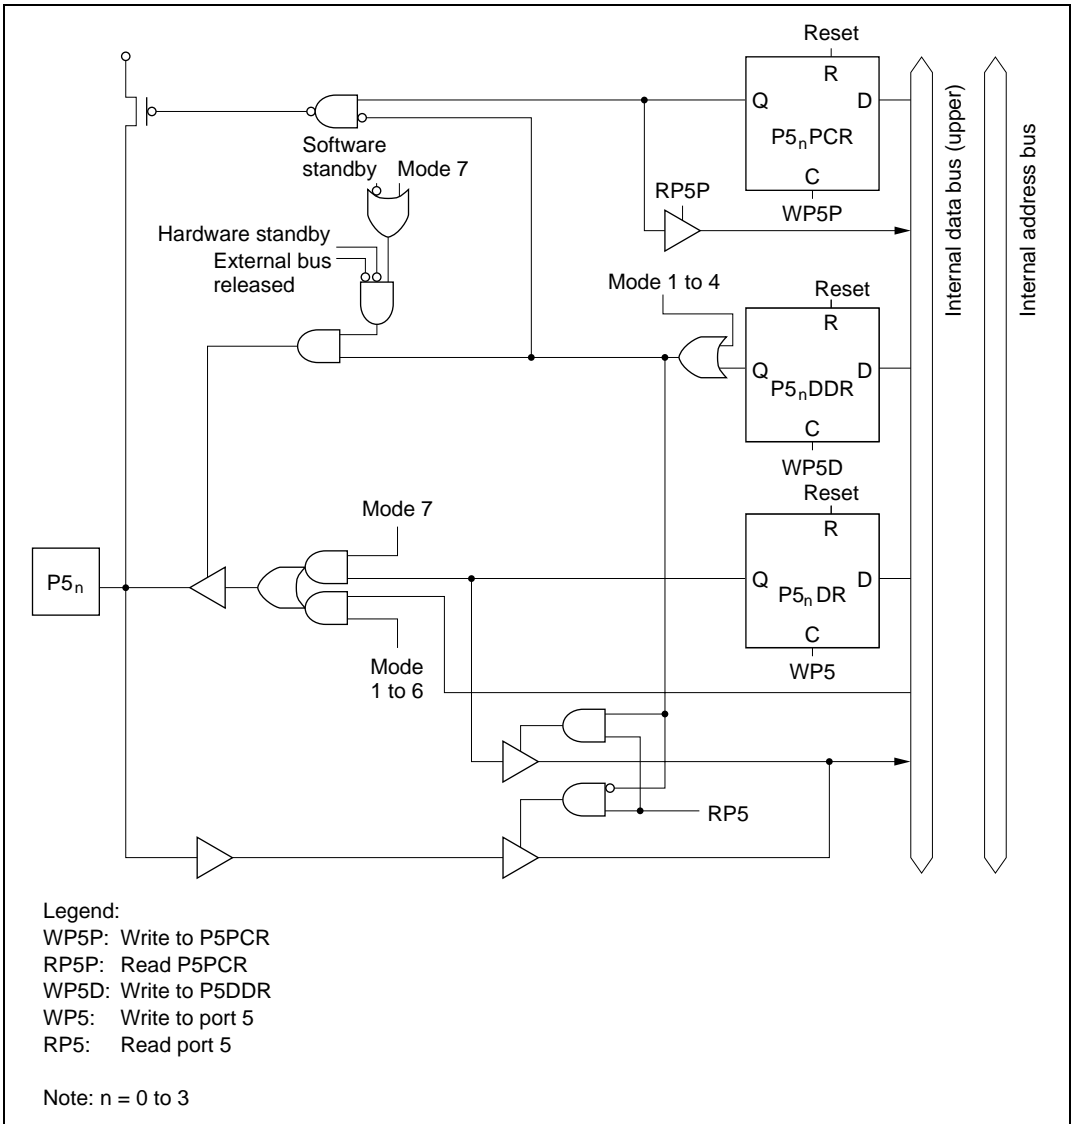 Reset
R
Q D
P5nPCR
C
WP5P
Software
standby
Mode 7
RP5P
Hardware standby
External bus
released
Mode 1 to 4
Reset
R
Q D
P5nDDR
C
WP5D
Internal data bus (upper)
Internal address bus
Reset
Mode 7
R
P5n
Q D
P5n DR
C
WP5
Mode
1 to 6
RP5
Legend:
WP5P: Write to P5PCR
RP5P: Read P5PCR
WP5D: Write to P5DDR
WP5: Write to port 5
RP5: Read port 5
Note: n = 0 to 3